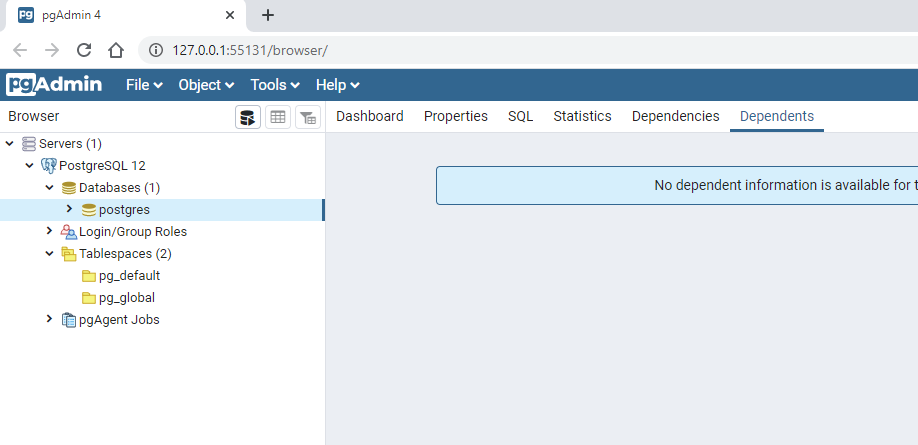 pgAdmin 4
127.0.0.1:55131/browser/
pgAdmin File Object Tools Help
Browser
Dashboard Properties SQL Statistics Dependencies Dependents
Servers (1)
PostgreSQL 12
Databases (1)
postgres
Login/Group Roles
Tablespaces (2)
pg_default
pg_global
pgAgent Jobs
No dependent information is available for t